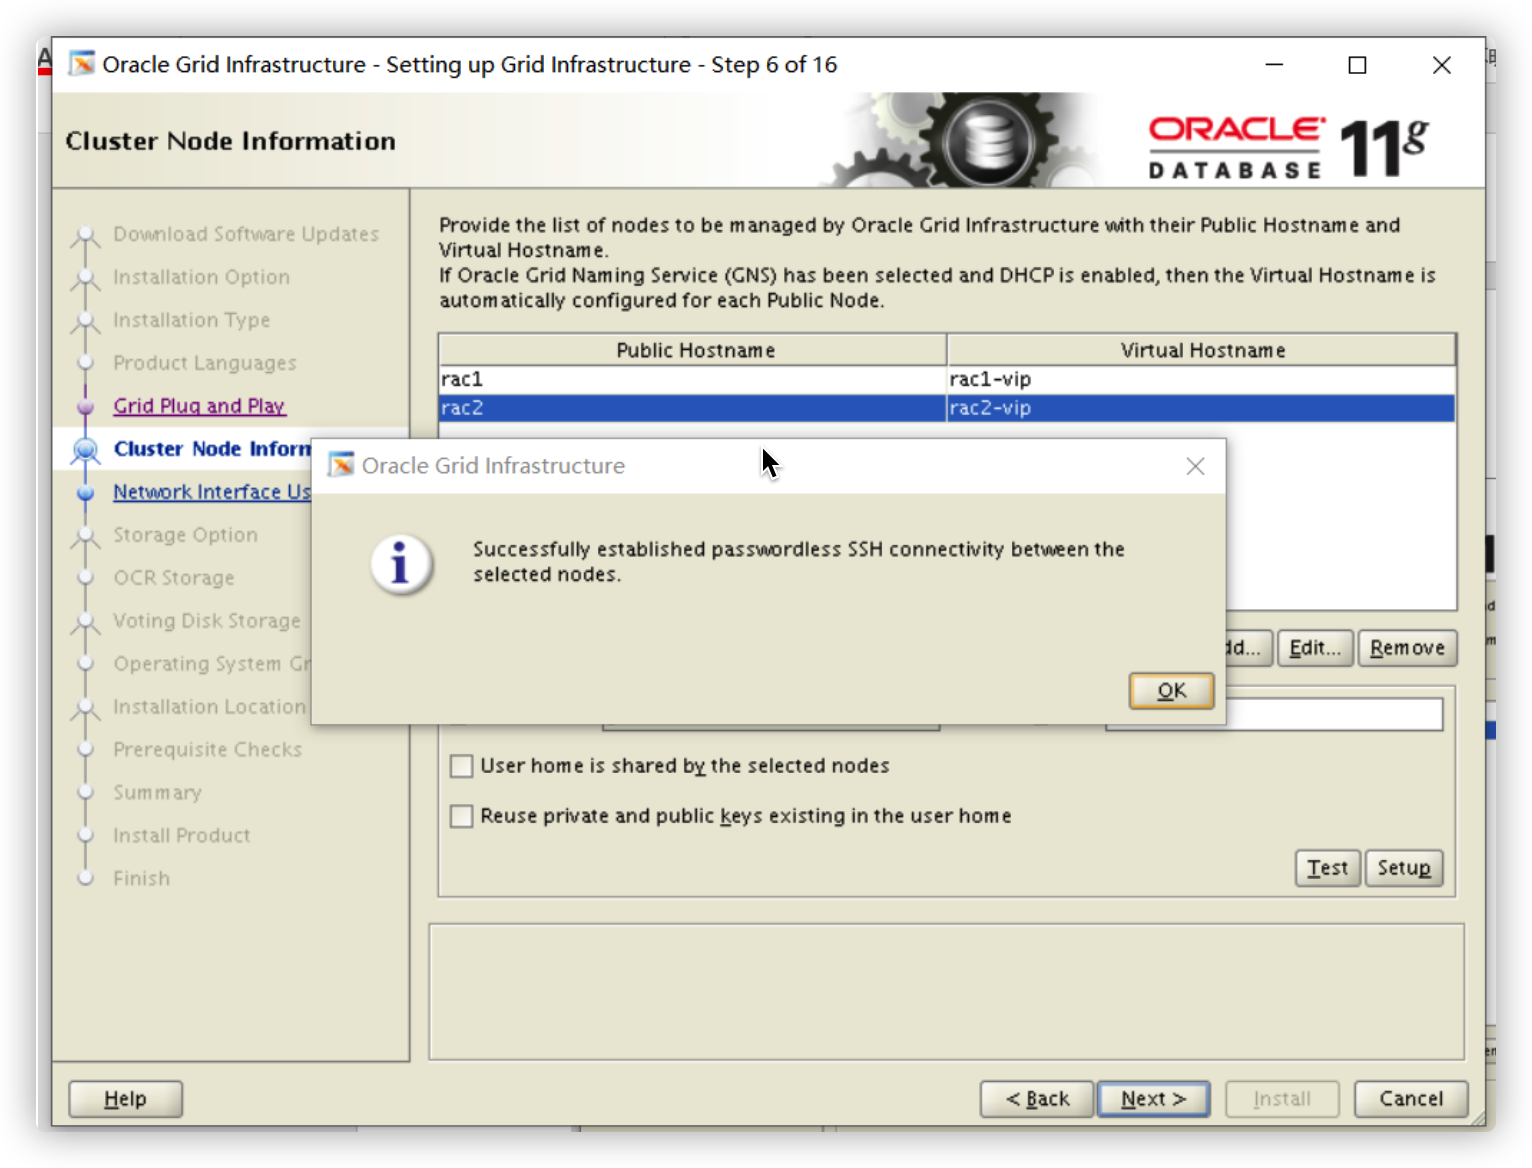 Oracle Grid Infrastructure - Setting up Grid Infrastructure - Step 6 of 16
Cluster Node Information
ORACLE
DATABASE
11g
Download Software Updates
Installation Option
Installation Type
Product Languages
Grid Plug and Play
Cluster Node Inform
Network Interface Us
Storage Option
OCR Storage
Voting Disk Storage
Operating System Gr
Installation Location
Prerequisite Checks
Summary
Install Product
Finish
Provide the list of nodes to be managed by Oracle Grid Infrastructure with their Public Hostname and
Virtual Hostname.
If Oracle Grid Naming Service (GNS) has been selected and DHCP is enabled, then the Virtual Hostname is
automatically configured for each Public Node.
Public Hostname Virtual Hostname
rac1 rac1-vip
rac2 rac2-vip
Oracle Grid Infrastructure
Successfully established passwordless SSH connectivity between the
selected nodes.
OK
dd... Edit... Remove
User home is shared by the selected nodes
Reuse private and public keys existing in the user home
Test Setup
Help < Back Next > Install Cancel